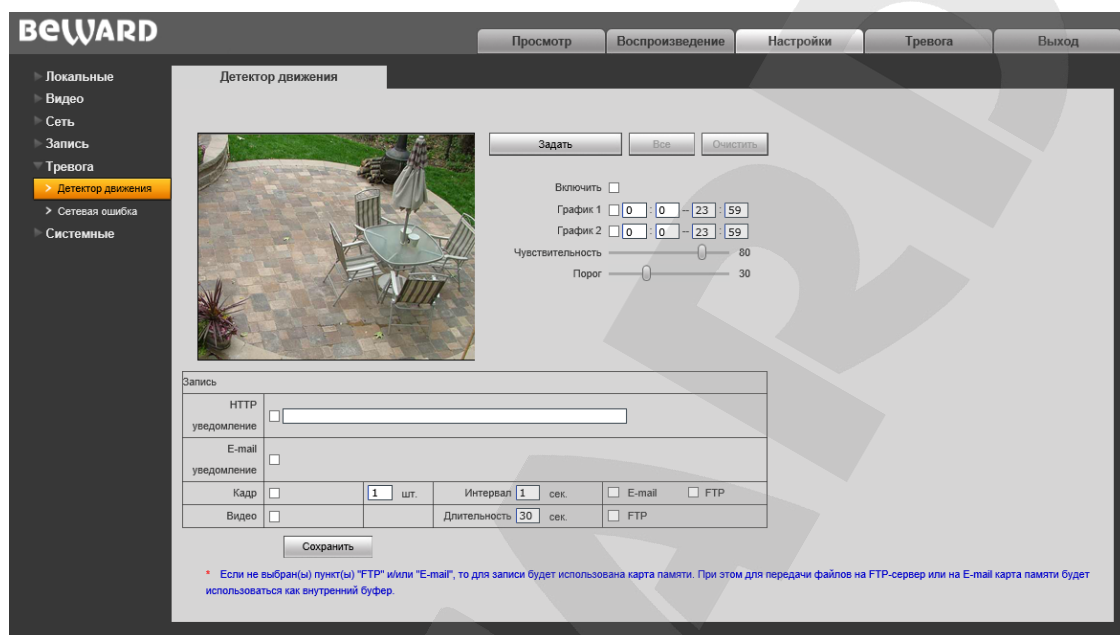 BEWARD
Просмотр Воспроизведение Настройки Тревога Выход
Локальные
Видео
Сеть
Запись
Тревога
Детектор движения
Сетевая ошибка
Системные
Детектор движения
Задать Все Очистить
Включить
График 1 0 : 0 -- 23 : 59
График 2 0 : 0 -- 23 : 59
Чувствительность 80
Порог 30
Запись
HTTP
уведомление
E-mail
уведомление
Кадр 1 шт. Интервал 1 сек. E-mail FTP
Видео Длительность 30 сек. FTP
Сохранить
* Если не выбран(ы) пункт(ы) "FTP" и/или "E-mail", то для записи будет использована карта памяти. При этом для передачи файлов на FTP-сервер или на E-mail карта памяти будет
использоваться как внутренний буфер.